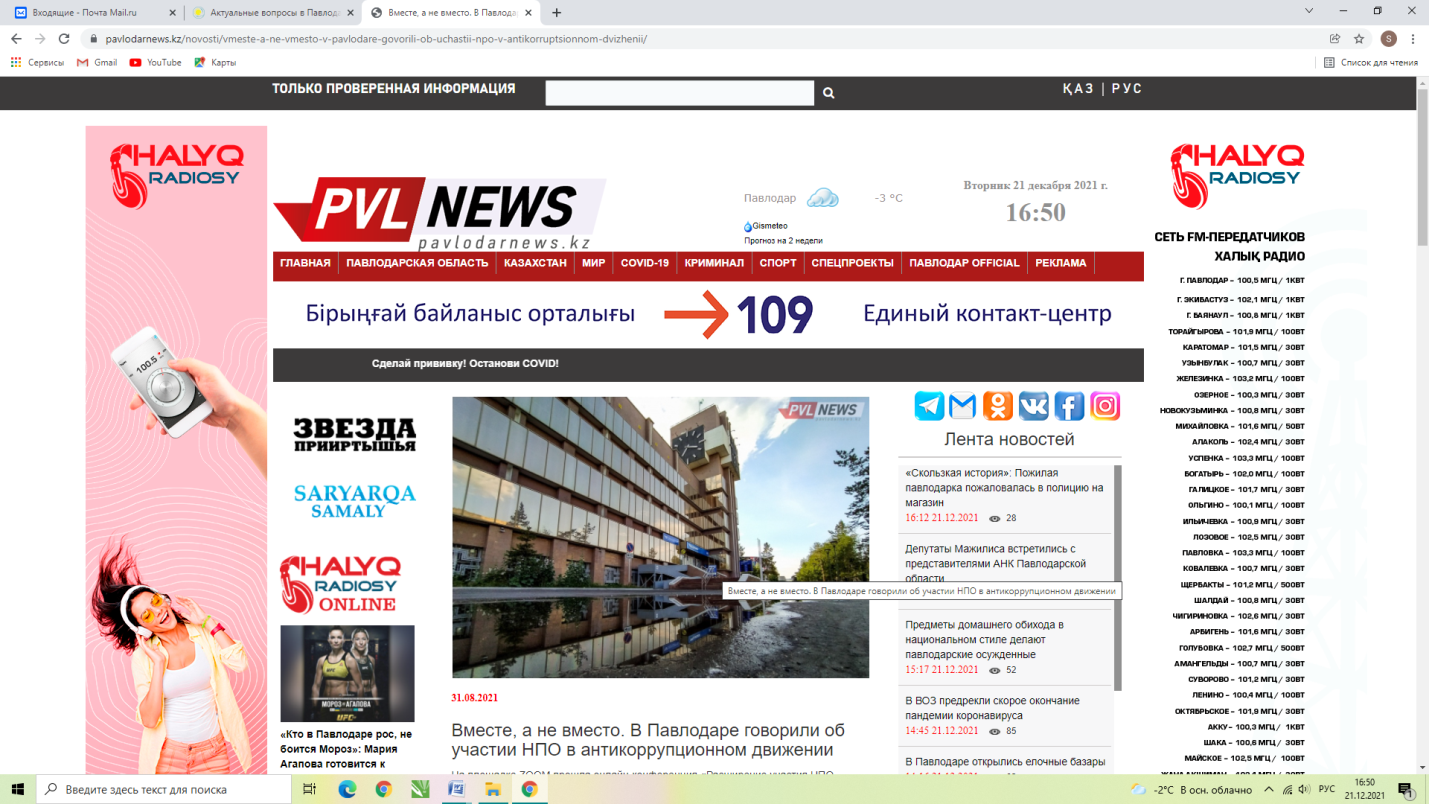 Входящие - Почта Mail.ru
Актуальные вопросы в Павлод
Вместе, а не вместо. В Павлода
pavlodarnews.kz/novosti/vmeste-a-ne-vmesto-v-pavlodare-govorili-ob-uchastii-npo-v-antikorruptsionnom-dvizhenii/
S
Сервисы
Gmail
YouTube
Карты
Список для чтения
ТОЛЬКО ПРОВЕРЕННАЯ ИНФОРМАЦИЯ
ҚАЗ | РУС
HALYQ
RADIOSY
100.5
PVL NEWS
pavlodarnews.kz
Павлодар
-3 °C
Gismeteo
Прогноз на 2 недели
Вторник 21 декабря 2021 г.
16:50
ГЛАВНАЯ
ПАВЛОДАРСКАЯ ОБЛАСТЬ
КАЗАХСТАН
МИР
COVID-19
КРИМИНАЛ
СПОРТ
СПЕЦПРОЕКТЫ
ПАВЛОДАР OFFICIAL
РЕКЛАМА
Бірыңғай байланыс орталығы
109
Единый контакт-центр
Сделай прививку! Останови COVID!
ЗВЕЗДА
ПРИИРТЫШЬЯ
SARYARQA
SAMALY
HALYQ
RADIOSY
ONLINE
МОРОЗ АГАПОВА
UFC
«Кто в Павлодаре рос, не
боится Мороз»: Мария
Агапова готовится к
PVL NEWS
31.08.2021
Вместе, а не вместо. В Павлодаре говорили об
участии НПО в антикоррупционном движении
Вместе, а не вместо. В Павлодаре говорили об участии НПО в антикоррупционном движении
Лента новостей
«Скользкая история»: Пожилая
павлодарка пожаловалась в полицию на
магазин
16:12 21.12.2021 28
Депутаты Мажилиса встретились с
представителями АНК Павлодарской
области
Предметы домашнего обихода в
национальном стиле делают
павлодарские осужденные
15:17 21.12.2021 52
В ВОЗ предрекли скорое окончание
пандемии коронавируса
14:45 21.12.2021 85
В Павлодаре открылись елочные базары
HALYQ
RADIOSY
СЕТЬ FM-ПЕРЕДАТЧИКОВ
ХАЛЫҚ РАДИО
Г. ПАВЛОДАР - 100,5 МГЦ / 1КВТ
Г. ЭКИБАСТУЗ - 102,1 МГЦ / 1КВТ
Г. БАЯНАУЛ - 100,8 МГЦ / 1КВТ
ТОРАЙГЫРОВА - 101,9 МГЦ / 100ВТ
КАРАТОМАР - 101,5 МГЦ / 30ВТ
УЗЫНБУЛАК - 100,7 МГЦ / 30ВТ
ЖЕЛЕЗИНКА - 103,2 МГЦ / 100ВТ
ОЗЕРНОЕ - 100,3 МГЦ / 30ВТ
НОВОКУЗЬМИНКА - 100,8 МГЦ / 30ВТ
МИХАЙЛОВКА - 101,6 МГЦ / 50ВТ
АЛАКОЛЬ - 102,4 МГЦ / 30ВТ
УСПЕНКА - 103,3 МГЦ / 100ВТ
БОГАТЫРЬ - 102,0 МГЦ / 100ВТ
ГАЛИЦКОЕ - 101,7 МГЦ / 30ВТ
ОЛЬГИНО - 100,1 МГЦ / 100ВТ
ИЛЬИЧЕВКА - 100,9 МГЦ / 30ВТ
ЛОЗОВОЕ - 102,5 МГЦ / 30ВТ
ПАВЛОВКА - 103,3 МГЦ / 100ВТ
КОВАЛЕВКА - 100,7 МГЦ / 30ВТ
ЩЕРБАКТЫ - 101,2 МГЦ / 500ВТ
ШАЛДАЙ - 100,8 МГЦ / 30ВТ
ЧИГИРИНОВКА - 102,6 МГЦ / 30ВТ
АРБИГЕНЬ - 101,6 МГЦ / 30ВТ
ГОЛУБОВКА - 102,7 МГЦ / 500ВТ
АМАНГЕЛЬДЫ - 100,7 МГЦ / 30ВТ
СУВОРОВО - 101,2 МГЦ / 30ВТ
ЛЕНИНО - 100,4 МГЦ / 100ВТ
ОКТЯБРЬСКОЕ - 101,9 МГЦ / 30ВТ
АККУ - 100,3 МГЦ / 1КВТ
ШАКА - 100,6 МГЦ / 30ВТ
МАЙСКОЕ - 102,5 МГЦ / 100ВТ
Введите здесь текст для поиска
-2°C В осн. облачно
РУС
16:50
21.12.2021
1